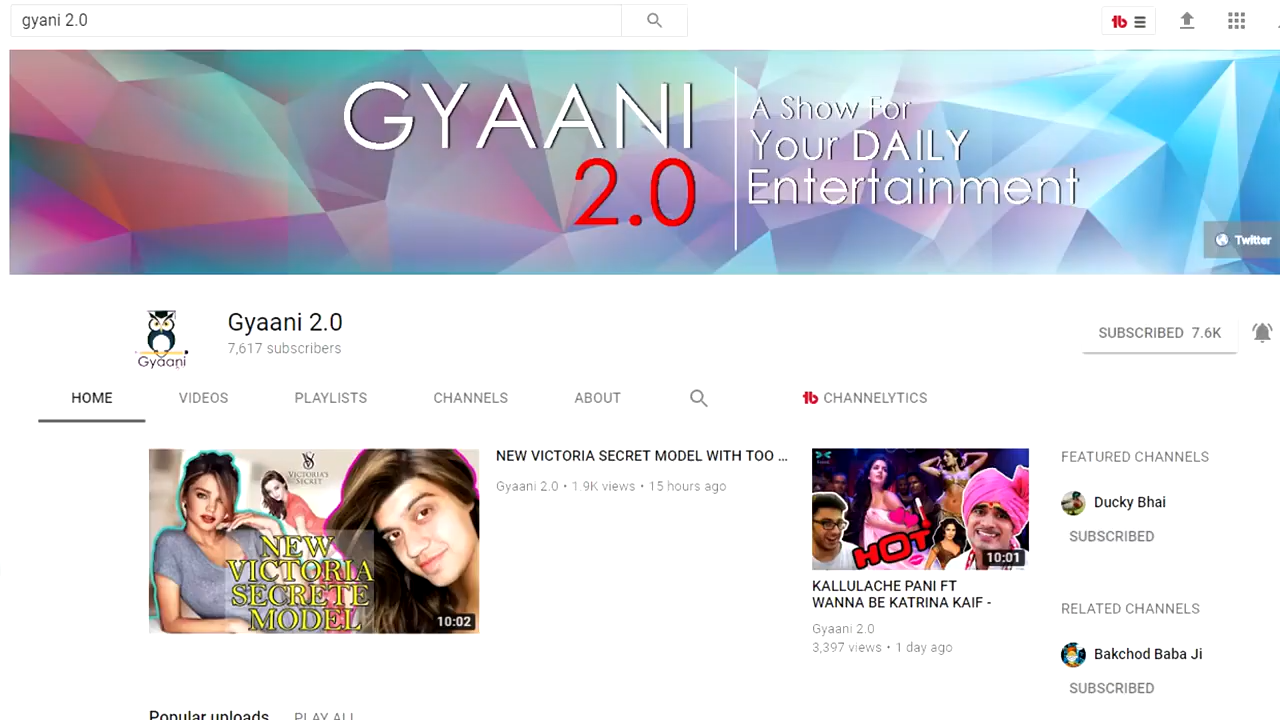 gyani 2.0
GYAANI
2.0
A Show For
Your DAILY
Entertainment
Twitter
Gyaani
Gyaani 2.0
7,617 subscribers
SUBSCRIBED 7.6K
HOME
VIDEOS
PLAYLISTS
CHANNELS
ABOUT
CHANNELYTICS
VICTORIA'S
SECRET
NEW
VICTORIA
SECRETE
MODEL
10:02
NEW VICTORIA SECRET MODEL WITH TOO ...
Gyaani 2.0 • 1.9K views • 15 hours ago
HOT
10:01
KALLULACHE PANI FT
WANNA BE KATRINA KAIF -
Gyaani 2.0
3,397 views • 1 day ago
FEATURED CHANNELS
Ducky Bhai
SUBSCRIBED
RELATED CHANNELS
Bakchod Baba Ji
SUBSCRIBED
Popular uploads PLAY ALL